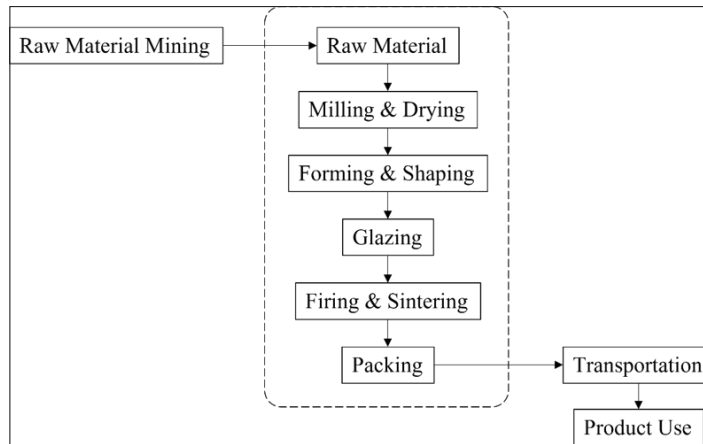 Raw Material Mining
Raw Material
Milling & Drying
Forming & Shaping
Glazing
Firing & Sintering
Packing
Transportation
Product Use